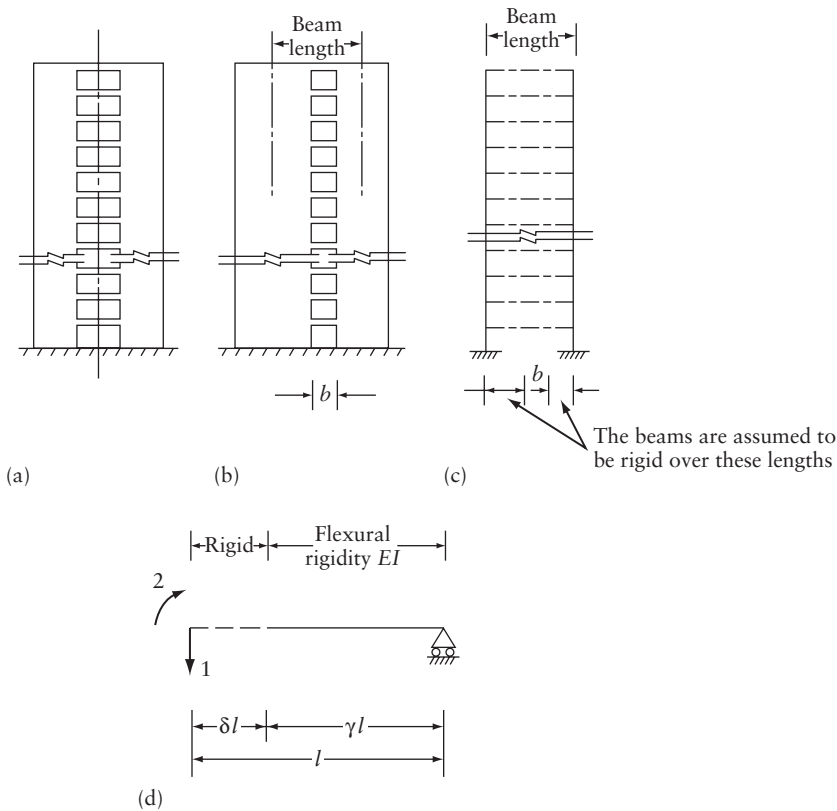 Beam
length
Beam
length
b
b
The beams are assumed to
be rigid over these lengths
(a)
(b)
(c)
Rigid
Flexural
rigidity EI
2
1
δl
γl
l
(d)